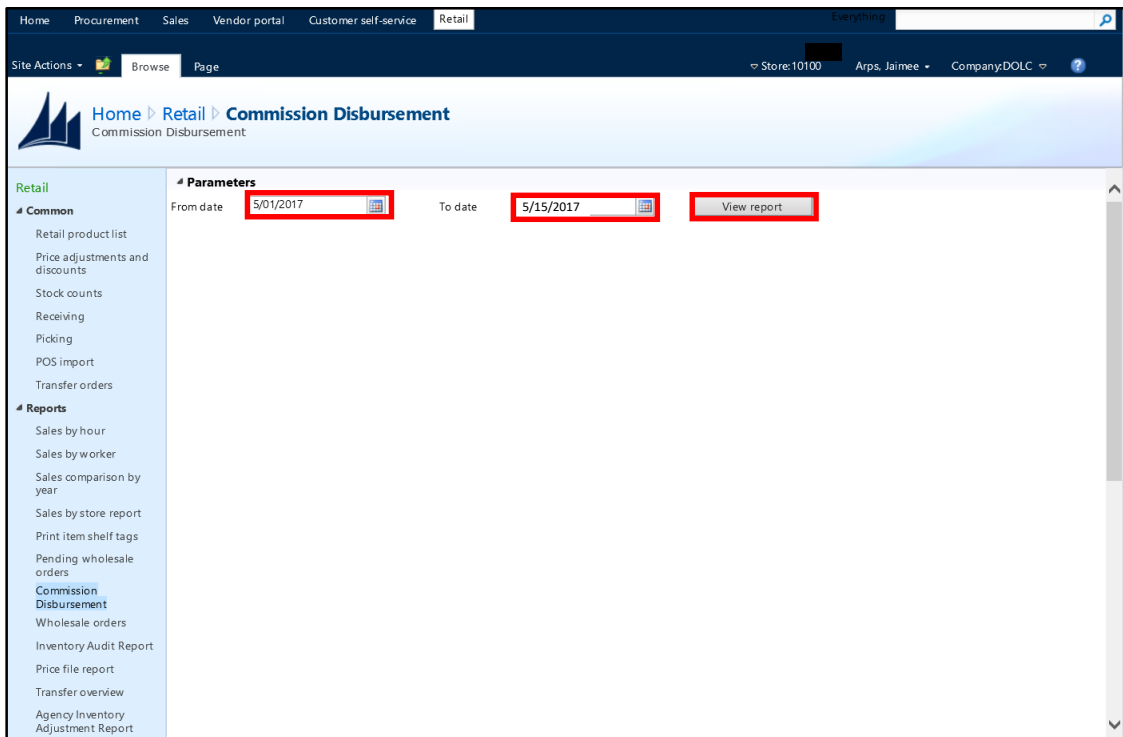 Home Procurement Sales Vendor portal Customer self-service Retail Everything
Site Actions Browse Page Store:10100 Arps, Jaimee Company:DOLC
Home Retail Commission Disbursement
Commission Disbursement
Retail
Parameters
From date 5/01/2017 To date 5/15/2017 View report
Common
Retail product list
Price adjustments and
discounts
Stock counts
Receiving
Picking
POS import
Transfer orders
Reports
Sales by hour
Sales by worker
Sales comparison by
year
Sales by store report
Print item shelf tags
Pending wholesale
orders
Commission
Disbursement
Wholesale orders
Inventory Audit Report
Price file report
Transfer overview
Agency Inventory
Adjustment Report